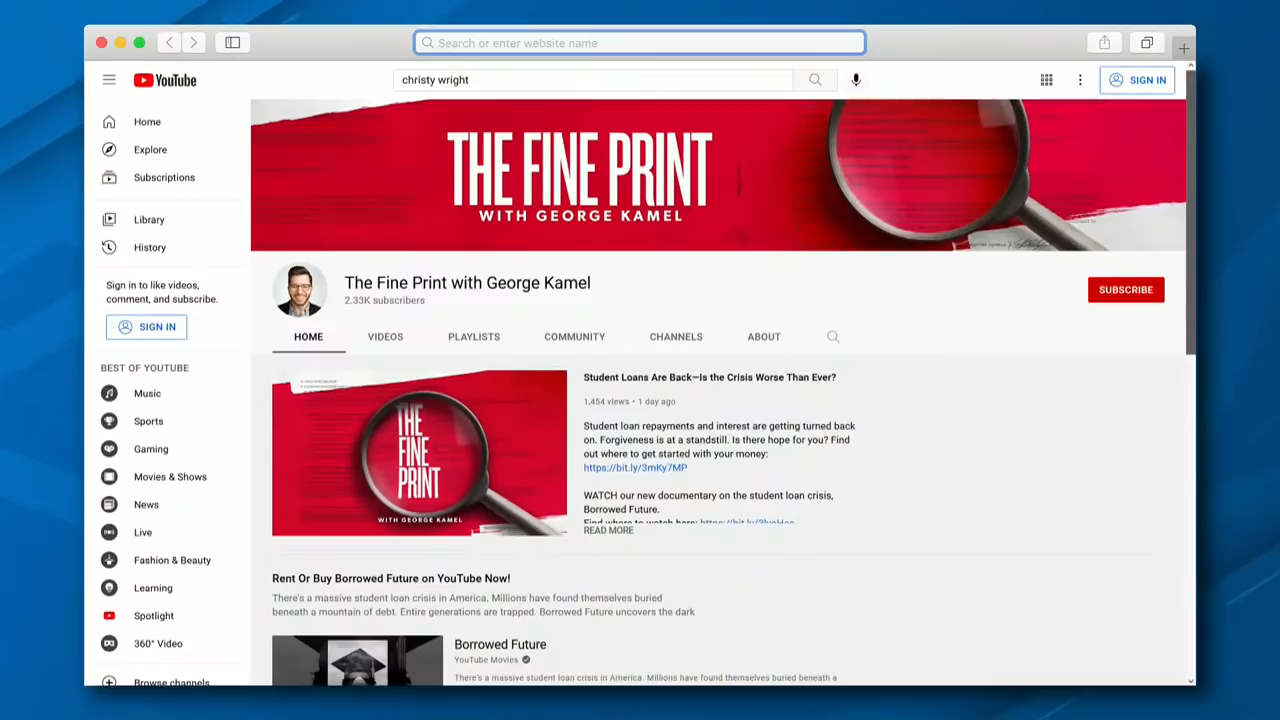 Search or enter website name
YouTube
christy wright
SIGN IN
Home
Explore
Subscriptions
Library
History
Sign in to like videos,
comment, and subscribe.
SIGN IN
BEST OF YOUTUBE
Music
Sports
Gaming
Movies & Shows
News
Live
Fashion & Beauty
Learning
Spotlight
360° Video
Browse channels
THE FINE PRINT
WITH GEORGE KAMEL
The Fine Print with George Kamel
2.33K subscribers
SUBSCRIBE
HOME VIDEOS PLAYLISTS COMMUNITY CHANNELS ABOUT
THE
FINE
PRINT
WITH GEORGE KAMEL
Student Loans Are Back—Is the Crisis Worse Than Ever?
1,454 views • 1 day ago
Student loan repayments and interest are getting turned back
on. Forgiveness is at a standstill. Is there hope for you? Find
out where to get started with your money:
https://bit.ly/3mKy7MP
WATCH our new documentary on the student loan crisis,
Borrowed Future.
Find where to watch here:
READ MORE
Rent Or Buy Borrowed Future on YouTube Now!
There's a massive student loan crisis in America. Millions have found themselves buried
beneath a mountain of debt. Entire generations are trapped. Borrowed Future uncovers the dark
Borrowed Future
YouTube Movies
There's a massive student loan crisis in America. Millions have found themselves buried beneath a